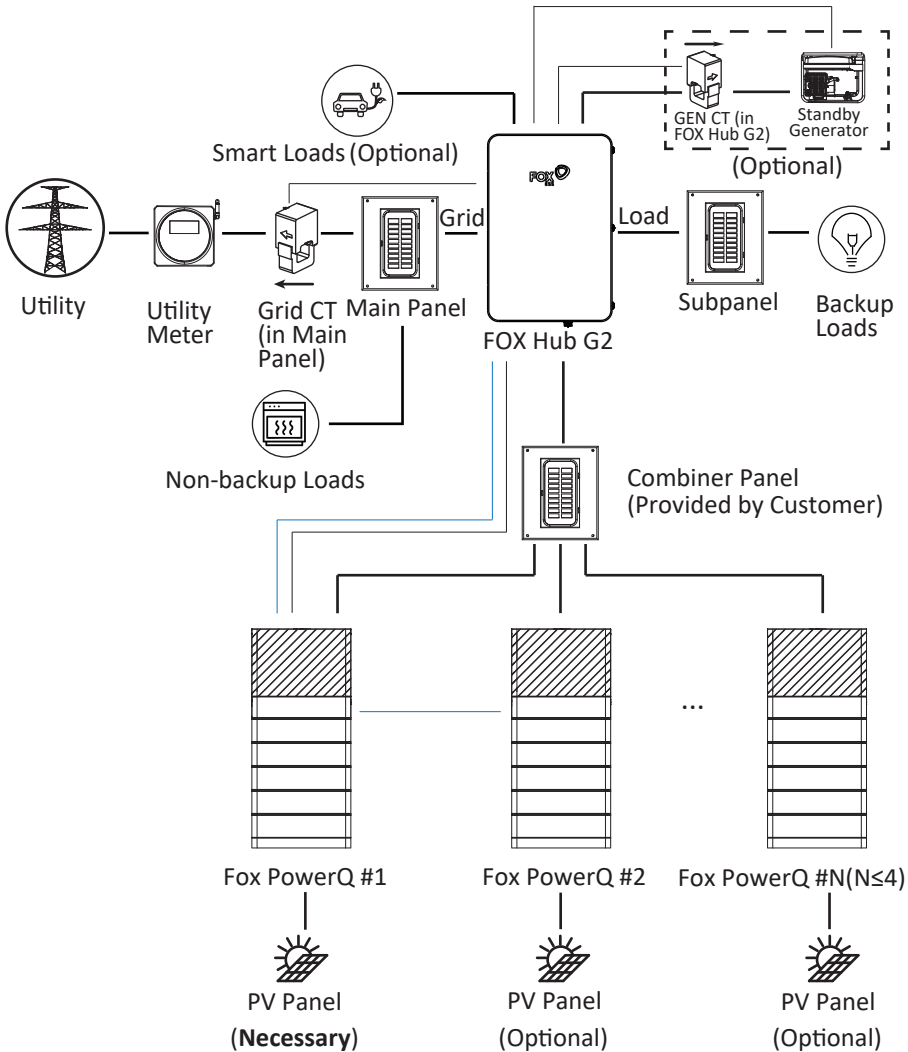 Smart Loads (Optional)
GEN CT (in
FOX Hub G2)
Standby
Generator
(Optional)
FOX
Grid
Load
Utility
Utility
Meter
Grid CT
(in Main
Panel)
Main Panel
FOX Hub G2
Subpanel
Backup
Loads
Non-backup Loads
Combiner Panel
(Provided by Customer)
...
Fox PowerQ #1
Fox PowerQ #2
Fox PowerQ #N(N≤4)
PV Panel
(Necessary)
PV Panel
(Optional)
PV Panel
(Optional)